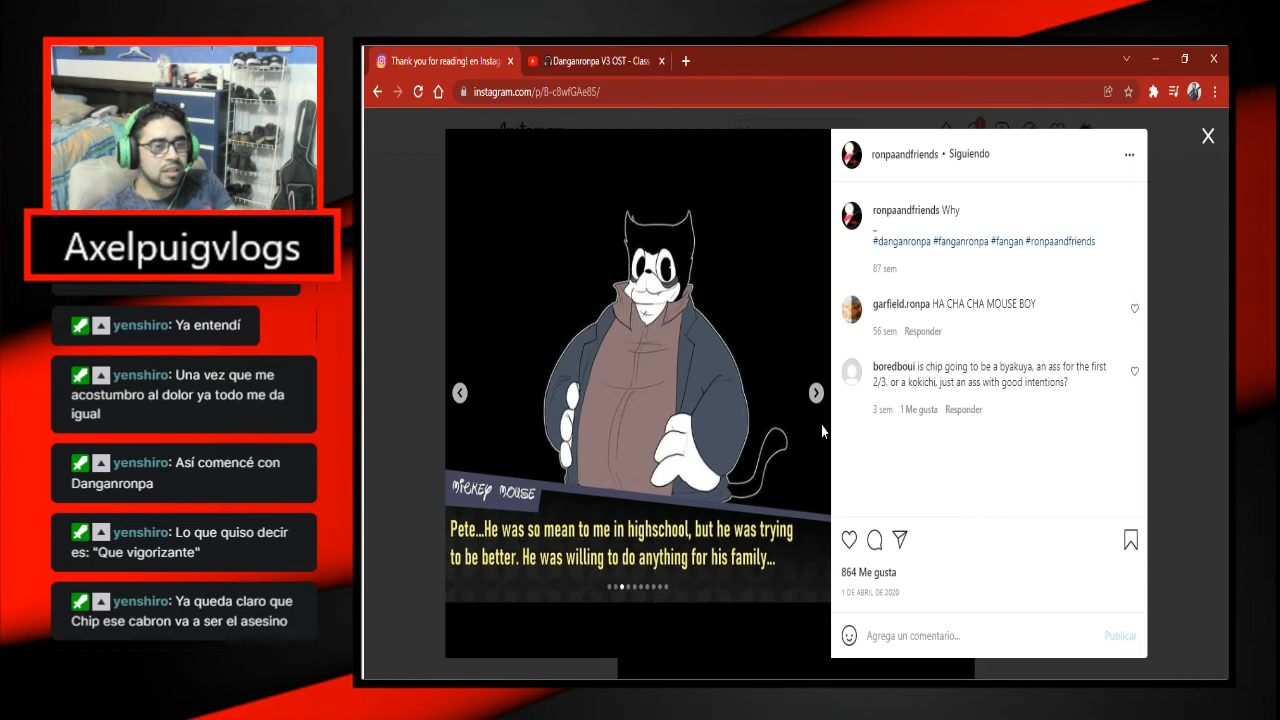 Axelpuigvlogs
yenshiro: Ya entendí
yenshiro: Una vez que me
acostumbro al dolor ya todo me da
igual
yenshiro: Así comencé con
Danganronpa
yenshiro: Lo que quiso decir
es: "Que vigorizante"
yenshiro: Ya queda claro que
Chip ese cabron va a ser el asesino
Thank you for reading! en Instag
Danganronpa V3 OST - Class
instagram.com/p/B-c8wfGAe85/
MICKEY MOUSE
Pete...He was so mean to me in highschool, but he was trying
to be better. He was willing to do anything for his family...
ronpaandfriends • Siguiendo
ronpaandfriends Why
_
#danganronpa #fanganronpa #fangan #ronpaandfriends
87 sem
garfield.ronpa HA CHA CHA MOUSE BOY
56 sem Responder
boredboui is chip going to be a byakuya, an ass for the first
2/3, or a kokichi, just an ass with good intentions?
3 sem 1 Me gusta Responder
864 Me gusta
1 DE ABRIL DE 2020
Agrega un comentario...
Publicar